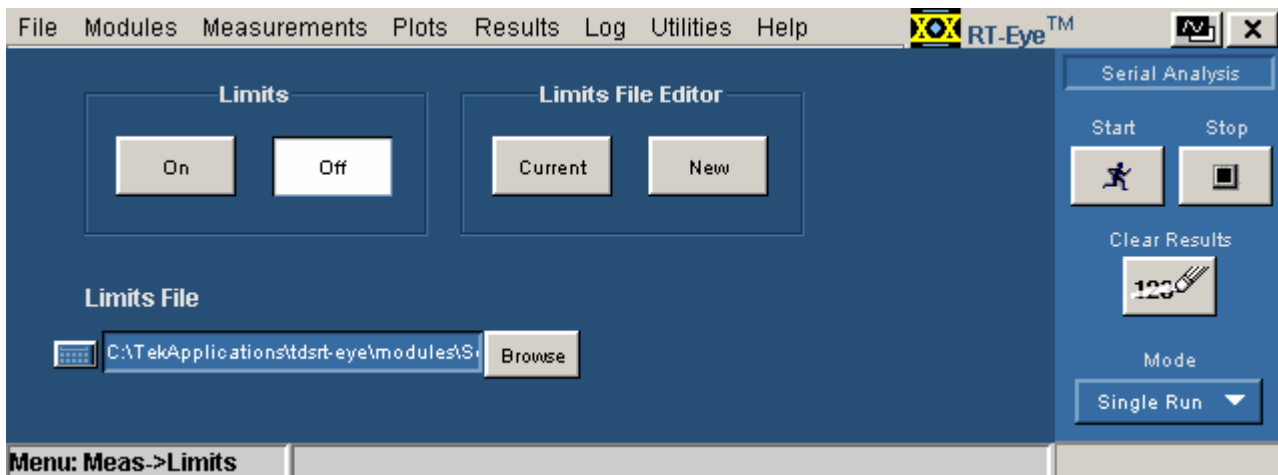 File Modules Measurements Plots Results Log Utilities Help RT-Eye™
Serial Analysis
Limits
Limits File Editor
On Off Current New
Start Stop
Clear Results
123
Limits File
C:\TekApplications\tdsrt-eye\modules\S
Browse
Mode
Single Run
Menu: Meas->Limits